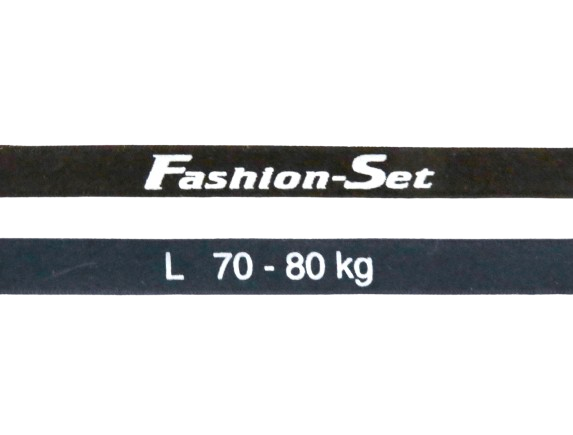 Fashion-Set
L 70 - 80 kg